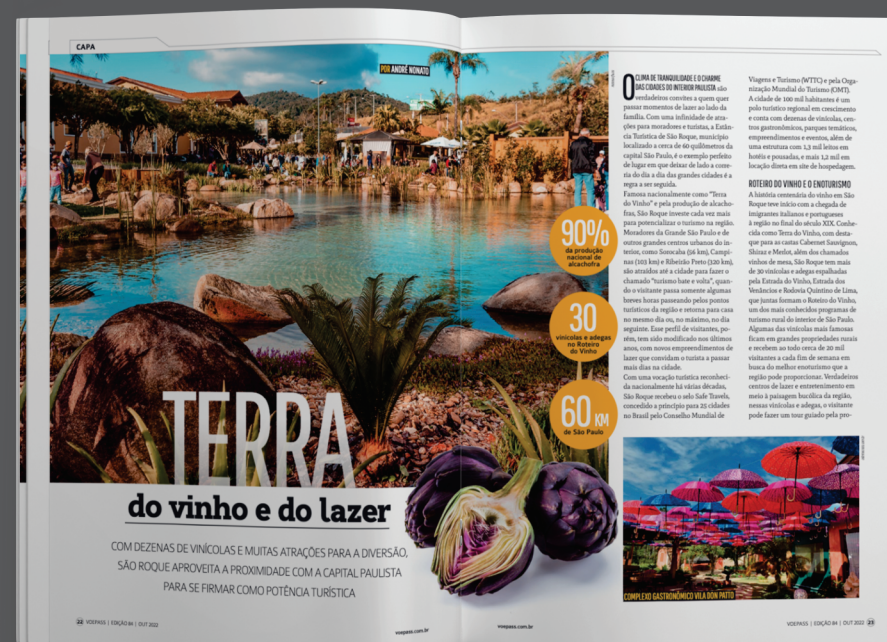 CAPA
POR ANDRÉ NONATO
90%
da produção
nacional de
alcachofra
30
vinícolas e adegas
no Roteiro
do Vinho
60 KM
de São Paulo
TERRA
do vinho e do lazer
COM DEZENAS DE VINÍCOLAS E MUITAS ATRAÇÕES PARA A DIVERSÃO,
SÃO ROQUE APROVEITA A PROXIMIDADE COM A CAPITAL PAULISTA
PARA SE FIRMAR COMO POTÊNCIA TURÍSTICA
22 VOEPASS | EDIÇÃO 84 | OUT 2022
voepass.com.br
O CLIMA DE TRANQUILIDADE E O CHARME
DAS CIDADES DO INTERIOR PAULISTA são
verdadeiros convites a quem quer
passar momentos de lazer ao lado da
família. Com uma infinidade de atra-
ções para moradores e turistas, a Estân-
cia Turística de São Roque, município
localizado a cerca de 60 quilômetros da
capital São Paulo, é o exemplo perfeito
de lugar em que deixar de lado a corre-
ria do dia a dia das grandes cidades é a
regra a ser seguida.
Famosa nacionalmente como "Terra
do Vinho" e pela produção de alcacho-
fras, São Roque investe cada vez mais
para potencializar o turismo na região.
Moradores da Grande São Paulo e de
outros grandes centros urbanos do in-
terior, como Sorocaba (56 km), Campi-
nas (103 km) e Ribeirão Preto (320 km),
são atraídos até a cidade para fazer o
chamado "turismo bate e volta", quan-
do o visitante passa somente algumas
breves horas passeando pelos pontos
turísticos da região e retorna para casa
no mesmo dia ou, no máximo, no dia
seguinte. Esse perfil de visitantes, po-
rém, tem sido modificado nos últimos
anos, com novos empreendimentos de
lazer que convidam o turista a passar
mais dias na cidade.
Com uma vocação turística reconheci-
da nacionalmente há várias décadas,
São Roque recebeu o selo Safe Travels,
concedido a princípio para 25 cidades
no Brasil pelo Conselho Mundial de
Viagens e Turismo (WTTC) e pela Orga-
nização Mundial do Turismo (OMT).
A cidade de 100 mil habitantes é um
polo turístico regional em crescimento
e conta com dezenas de vinícolas, cen-
tros gastronômicos, parques temáticos,
empreendimentos e eventos, além de
uma estrutura com 1,3 mil leitos em
hotéis e pousadas, e mais 1,2 mil em
locação direta em site de hospedagem.
ROTEIRO DO VINHO E O ENOTURISMO
A história centenária do vinho em São
Roque teve início com a chegada de
imigrantes italianos e portugueses
à região no final do século XIX. Conhe-
cida como Terra do Vinho, com desta-
que para as castas Cabernet Sauvignon,
Shiraz e Merlot, além dos chamados
vinhos de mesa, São Roque tem mais
de 30 vinícolas e adegas espalhadas
pela Estrada do Vinho, Estrada dos
Venâncios e Rodovia Quintino de Lima,
que juntas formam o Roteiro do Vinho,
um dos mais conhecidos programas de
turismo rural do interior de São Paulo.
Algumas das vinícolas mais famosas
ficam em grandes propriedades rurais
e recebem ao todo cerca de 20 mil
visitantes a cada fim de semana em
busca do melhor enoturismo que a
região pode proporcionar. Verdadeiros
centros de lazer e entretenimento em
meio à paisagem bucólica da região,
nessas vinícolas e adegas, o visitante
pode fazer um tour guiado pela pro-
COMPLEXO GASTRONÔMICO VILA DON PATTO
voepass.com.br
VOEPASS | EDIÇÃO 84 | OUT 2022 23